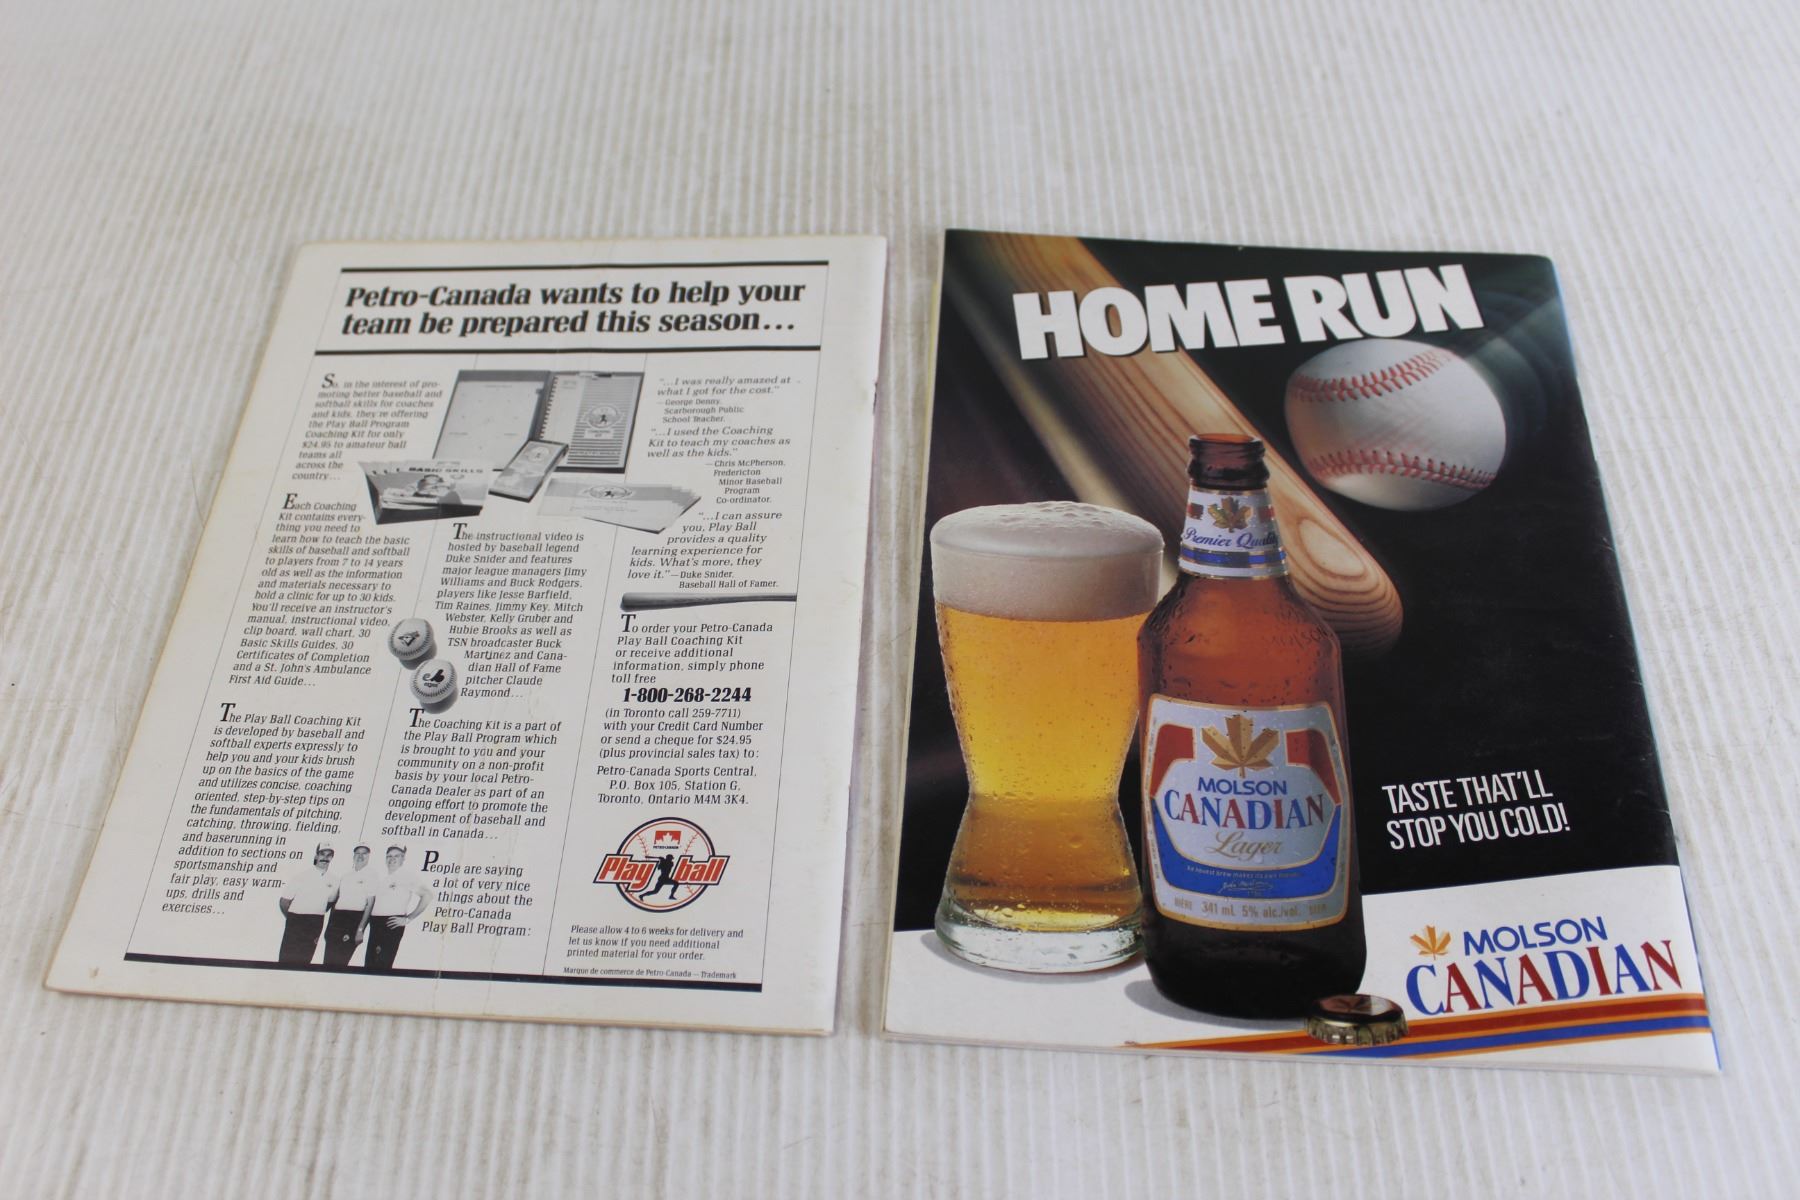 Petro-Canada wants to help your
team be prepared this season...
So, in the interest of pro-
moting better baseball and
softball skills for coaches
and kids, they're offering
the Play Ball Program
Coaching Kit for only
$24.95 to amateur ball
teams all
across the
country...
Each Coaching
Kit contains every-
thing you need to
learn how to teach the basic
skills of baseball and softball
to players from 7 to 14 years
old as well as the information
and materials necessary to
hold a clinic for up to 30 kids.
You'll receive an instructor's
manual, instructional video,
clip board, wall chart, 30
Basic Skills Guides, 30
Certificates of Completion
and a St. John's Ambulance
First Aid Guide...
The Play Ball Coaching Kit
is developed by baseball and
softball experts expressly to
help you and your kids brush
up on the basics of the game
and utilizes concise, coaching
oriented, step-by-step tips on
the fundamentals of pitching,
catching, throwing, fielding,
and baserunning in
addition to sections on
sportsmanship and
fair play, easy warm-
ups, drills and
exercises...
BASIC SKILLS
COACHING
KIT
The instructional video is
hosted by baseball legend
Duke Snider and features
major league managers Jimy
Williams and Buck Rodgers,
players like Jesse Barfield,
Tim Raines, Jimmy Key, Mitch
Webster, Kelly Gruber and
Hubie Brooks as well as
TSN broadcaster Buck
Martinez and Cana-
dian Hall of Fame
pitcher Claude
Raymond...
The Coaching Kit is a part of
the Play Ball Program which
is brought to you and your
community on a non-profit
basis by your local Petro-
Canada Dealer as part of an
ongoing effort to promote the
development of baseball and
softball in Canada...
People are saying
a lot of very nice
things about the
Petro-Canada
Play Ball Program:
"...I was really amazed at
what I got for the cost."
—George Denny,
Scarborough Public
School Teacher.
"...I used the Coaching
Kit to teach my coaches as
well as the kids."
—Chris McPherson,
Fredericton
Minor Baseball
Program
Co-ordinator.
"...I can assure
you, Play Ball
provides a quality
learning experience for
kids. What's more, they
love it."—Duke Snider,
Baseball Hall of Famer.
To order your Petro-Canada
Play Ball Coaching Kit
or receive additional
information, simply phone
toll free
1-800-268-2244
(in Toronto call 259-7711)
with your Credit Card Number
or send a cheque for $24.95
(plus provincial sales tax) to:
Petro-Canada Sports Central,
P.O. Box 105, Station G,
Toronto, Ontario M4M 3K4.
PETRO-CANADA
Play ball
Please allow 4 to 6 weeks for delivery and
let us know if you need additional
printed material for your order.
Marque de commerce de Petro-Canada — Trademark
HOME RUN
Premier Quality
MOLSON
MOLSON
CANADIAN
Lager
BIÈRE 341 mL 5% alc./vol. BEER
TASTE THAT'LL
STOP YOU COLD!
MOLSON
CANADIAN